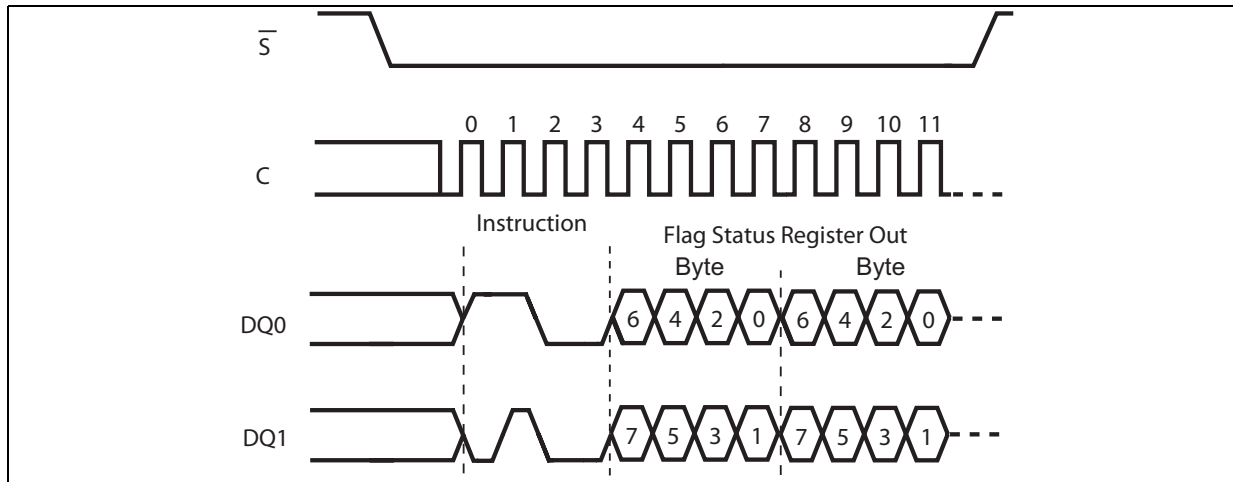 S
0 1 2 3 4 5 6 7 8 9 10 11
C
Instruction
Flag Status Register Out
Byte Byte
DQ0 6 4 2 0 6 4 2 0
DQ1 7 5 3 1 7 5 3 1